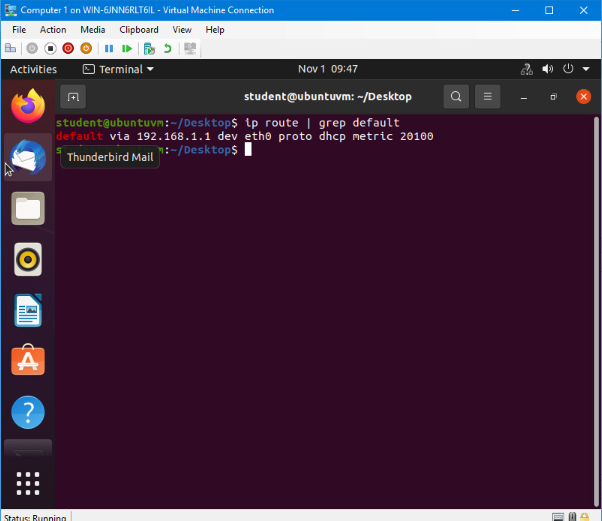 Computer 1 on WIN-6JNN6RLT6IL - Virtual Machine Connection
File Action Media Clipboard View Help
Activities Terminal Nov 1 09:47
student@ubuntuvm: ~/Desktop
student@ubuntuvm:~/Desktop$ ip route | grep default
default via 192.168.1.1 dev eth0 proto dhcp metric 20100
s :~/Desktop$
Thunderbird Mail
Status: Running